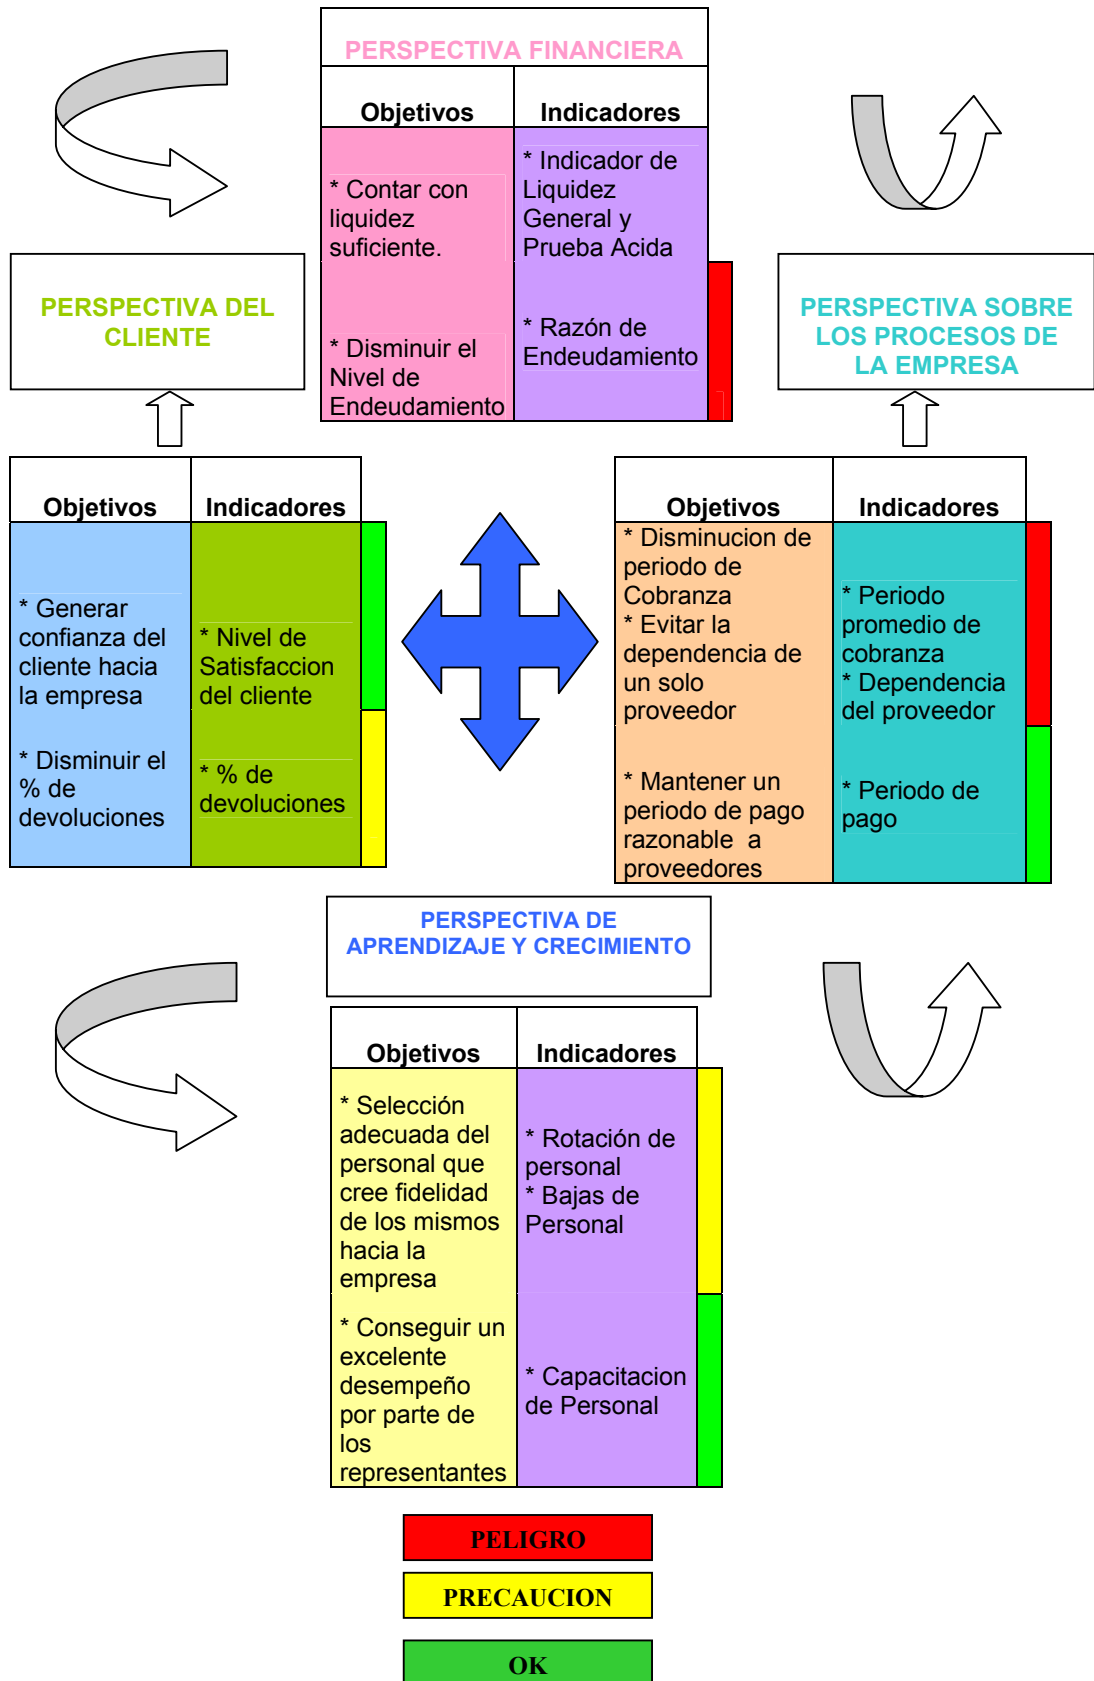 PERSPECTIVA FINANCIERA
Objetivos
Indicadores
* Contar con
liquidez
suficiente.
* Indicador de
Liquidez
General y
Prueba Acida
* Disminuir el
Nivel de
Endeudamiento
* Razón de
Endeudamiento
PERSPECTIVA DEL
CLIENTE
PERSPECTIVA SOBRE
LOS PROCESOS DE
LA EMPRESA
Objetivos
Indicadores
* Generar
confianza del
cliente hacia
la empresa
* Nivel de
Satisfaccion
del cliente
* Disminuir el
% de
devoluciones
* % de
devoluciones
Objetivos
Indicadores
* Disminucion de
periodo de
Cobranza
* Evitar la
dependencia de
un solo
proveedor
* Periodo
promedio de
cobranza
* Dependencia
del proveedor
* Mantener un
periodo de pago
razonable a
proveedores
* Periodo de
pago
PERSPECTIVA DE
APRENDIZAJE Y CRECIMIENTO
Objetivos
Indicadores
* Selección
adecuada del
personal que
cree fidelidad
de los mismos
hacia la
empresa
* Rotación de
personal
* Bajas de
Personal
* Conseguir un
excelente
desempeño
por parte de
los
representantes
* Capacitacion
de Personal
PELIGRO
PRECAUCION
OK